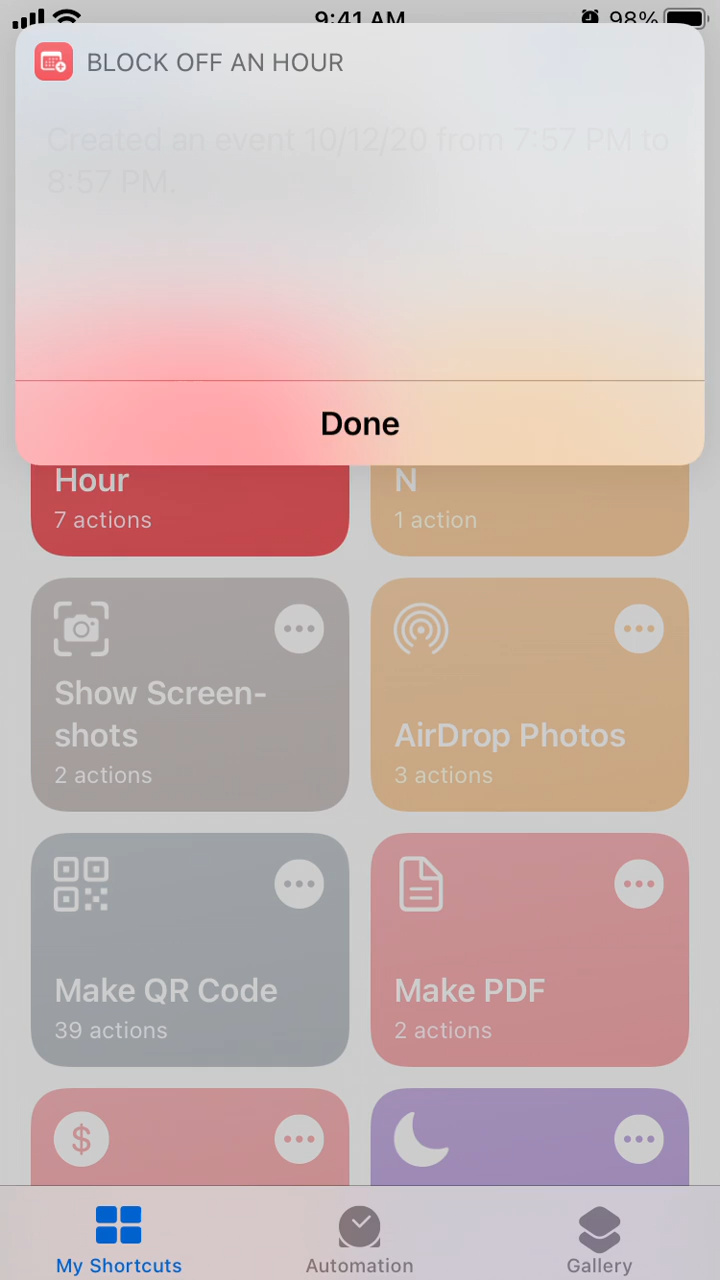 9:41 AM
98%
BLOCK OFF AN HOUR
Created an event 10/12/20 from 7:57 PM to
8:57 PM.
Done
Hour
N
7 actions
1 action
Show Screen-
shots
2 actions
AirDrop Photos
3 actions
Make QR Code
39 actions
Make PDF
2 actions
My Shortcuts
Automation
Gallery